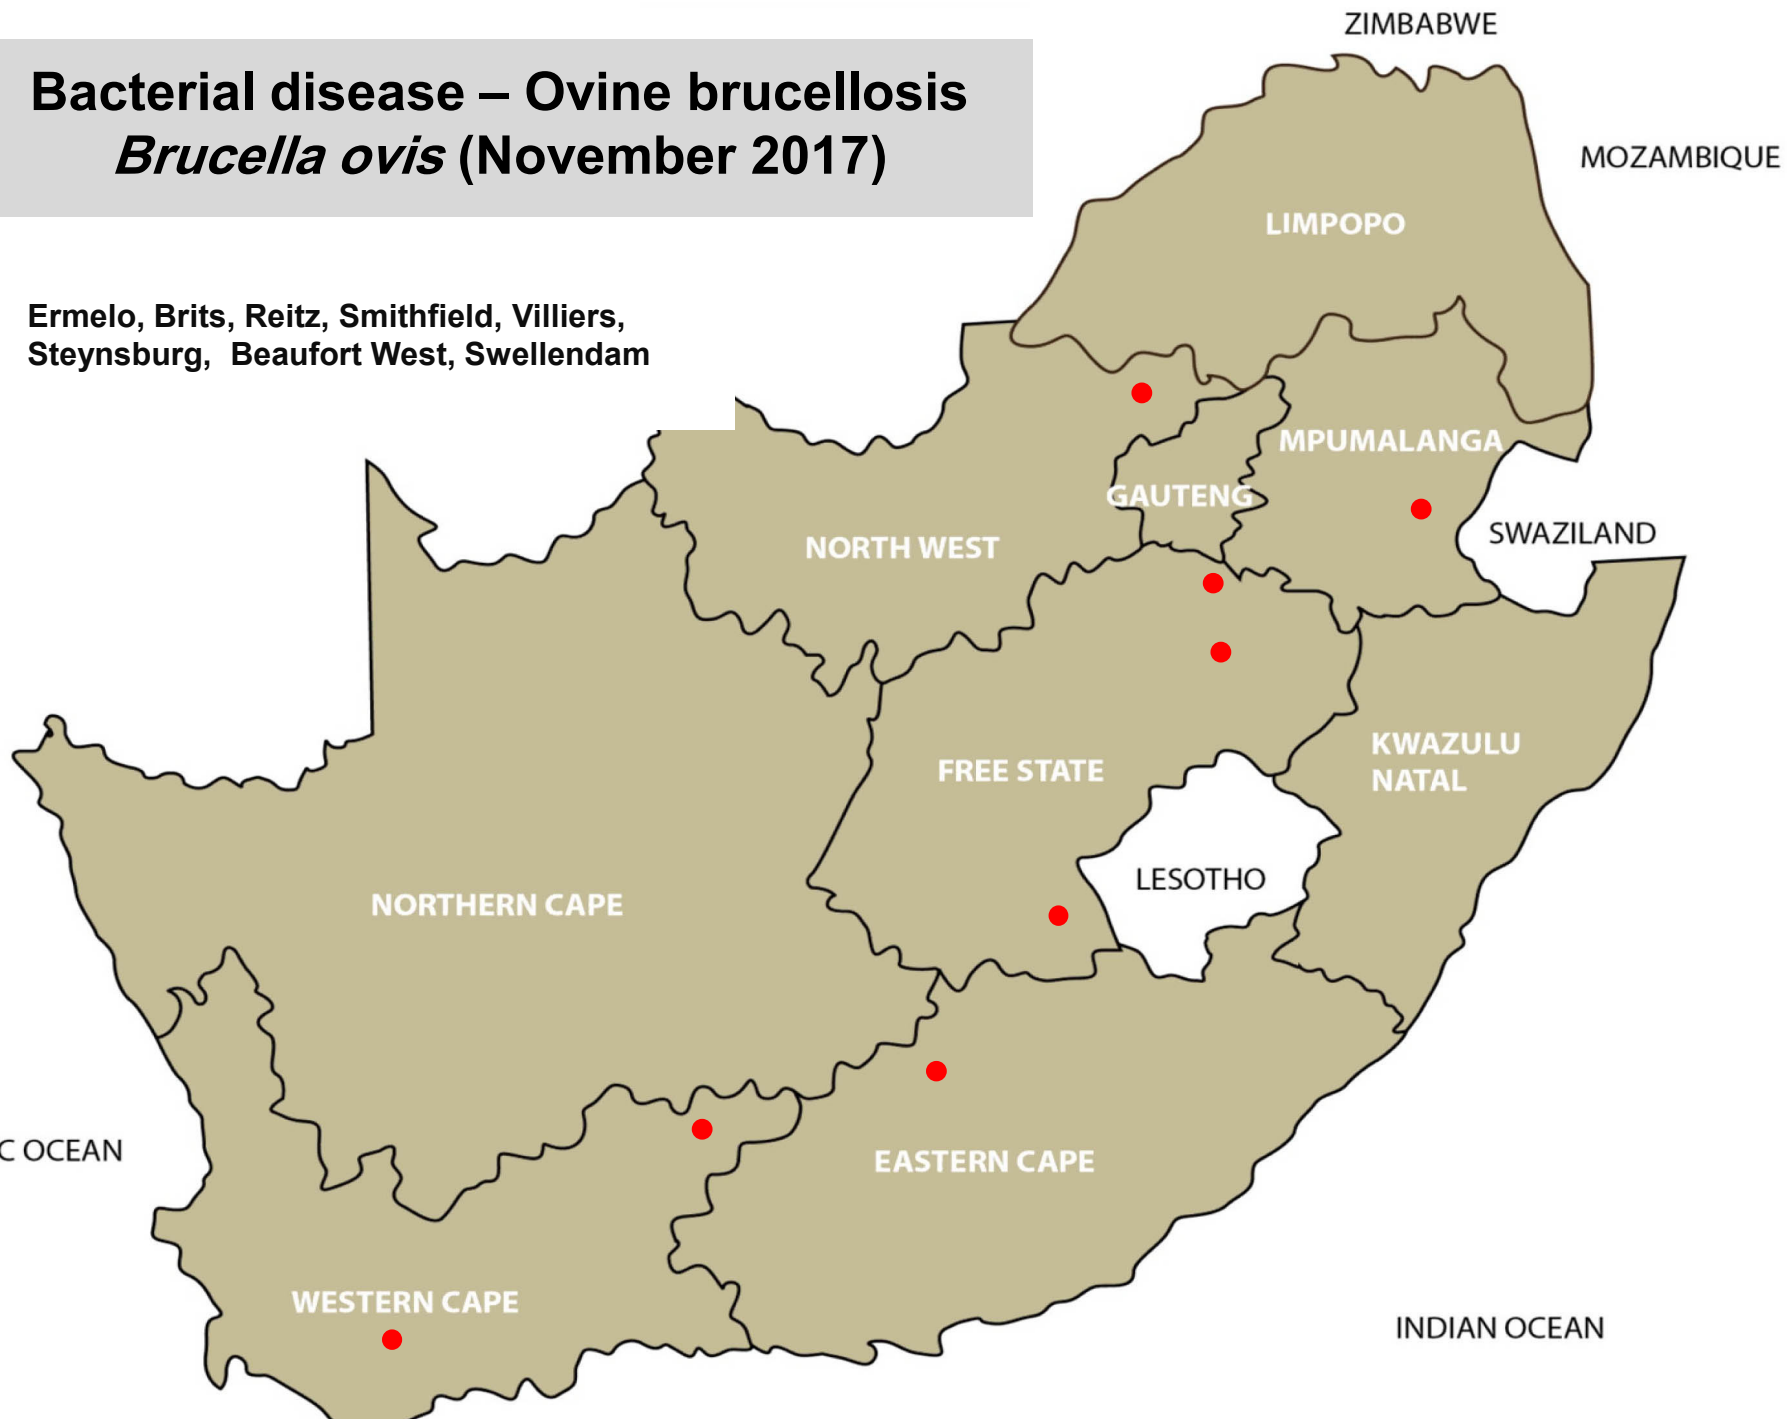 ZIMBABWE
Bacterial disease – Ovine brucellosis
Brucella ovis (November 2017)
MOZAMBIQUE
LIMPOPO
Ermelo, Brits, Reitz, Smithfield, Villiers,
Steynsburg, Beaufort West, Swellendam
MPUMALANGA
GAUTENG
SWAZILAND
NORTH WEST
KWAZULU
NATAL
FREE STATE
LESOTHO
NORTHERN CAPE
C OCEAN
EASTERN CAPE
WESTERN CAPE
INDIAN OCEAN